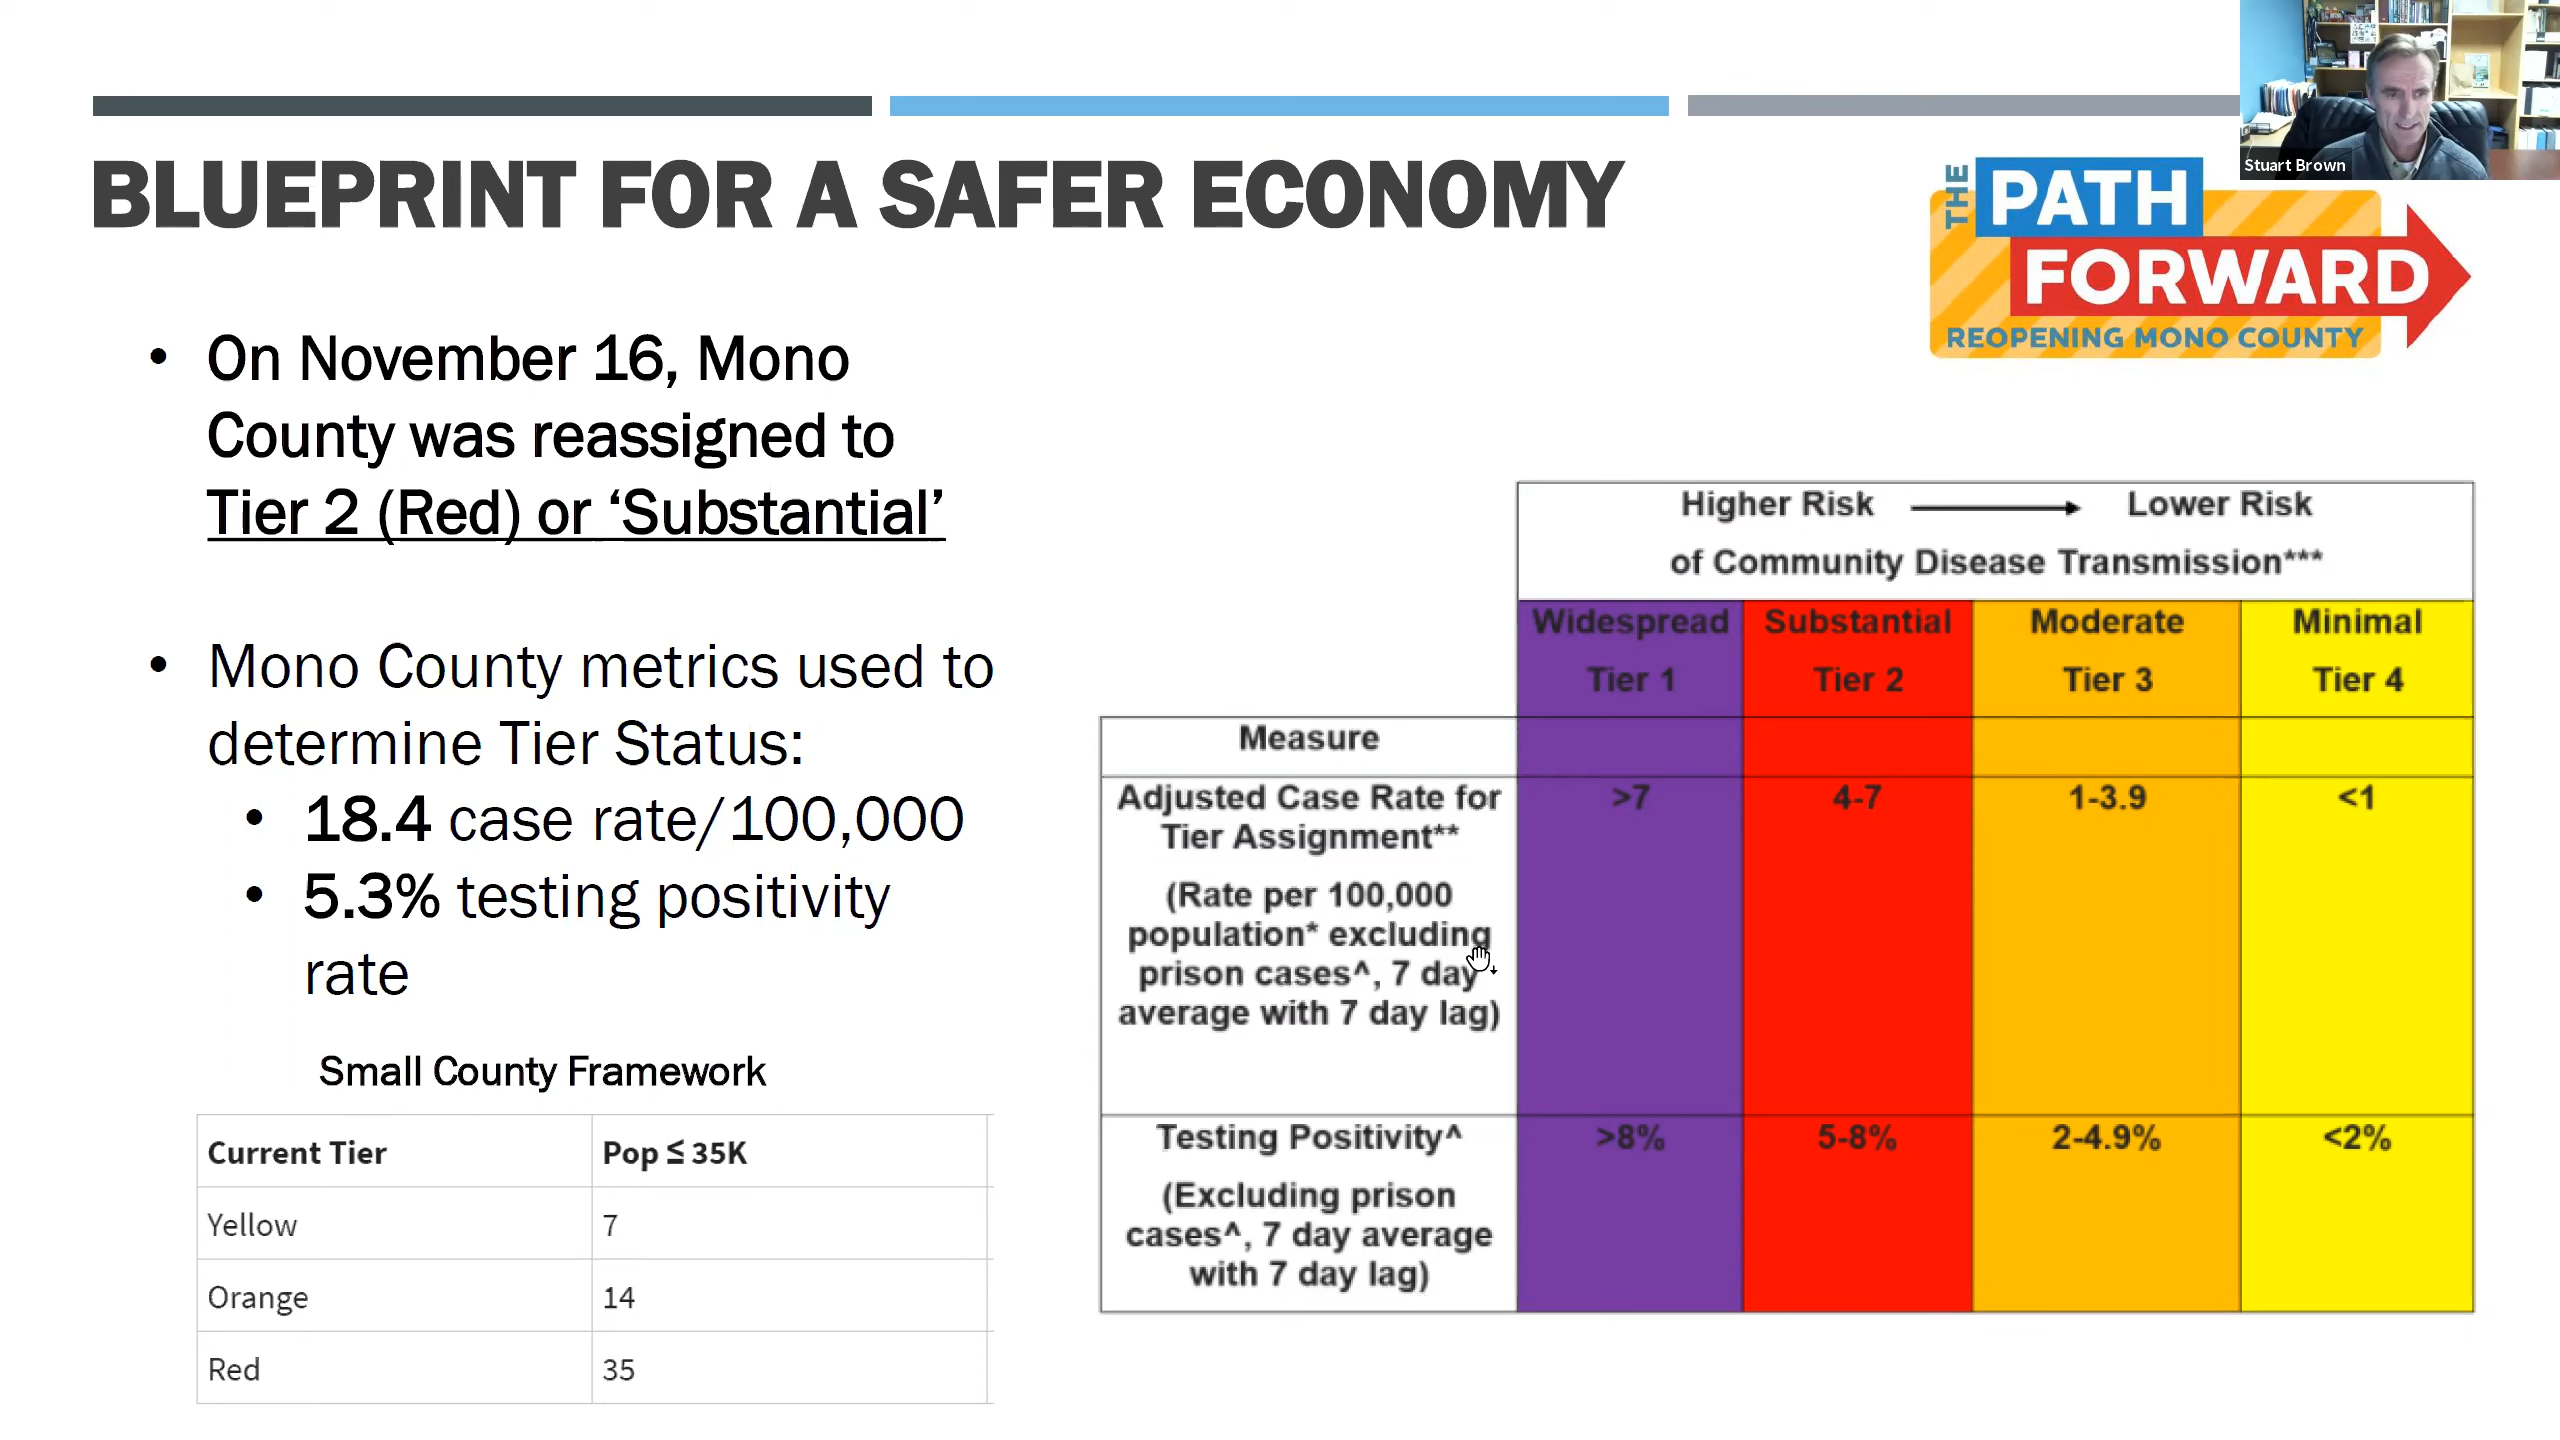 Stuart Brown
BLUEPRINT FOR A SAFER ECONOMY
THE
PATH
FORWARD
REOPENING MONO COUNTY
• On November 16, Mono
County was reassigned to
Tier 2 (Red) or ‘Substantial’
• Mono County metrics used to
determine Tier Status:
• 18.4 case rate/100,000
• 5.3% testing positivity
rate
Small County Framework
Current Tier Pop ≤ 35K
Yellow 7
Orange 14
Red 35
Higher Risk Lower Risk
of Community Disease Transmission***
Widespread Substantial Moderate Minimal
Tier 1 Tier 2 Tier 3 Tier 4
Measure
Adjusted Case Rate for >7 4-7 1-3.9 <1
Tier Assignment**
(Rate per 100,000
population* excluding
prison cases^, 7 day
average with 7 day lag)
Testing Positivity^ >8% 5-8% 2-4.9% <2%
(Excluding prison
cases^, 7 day average
with 7 day lag)